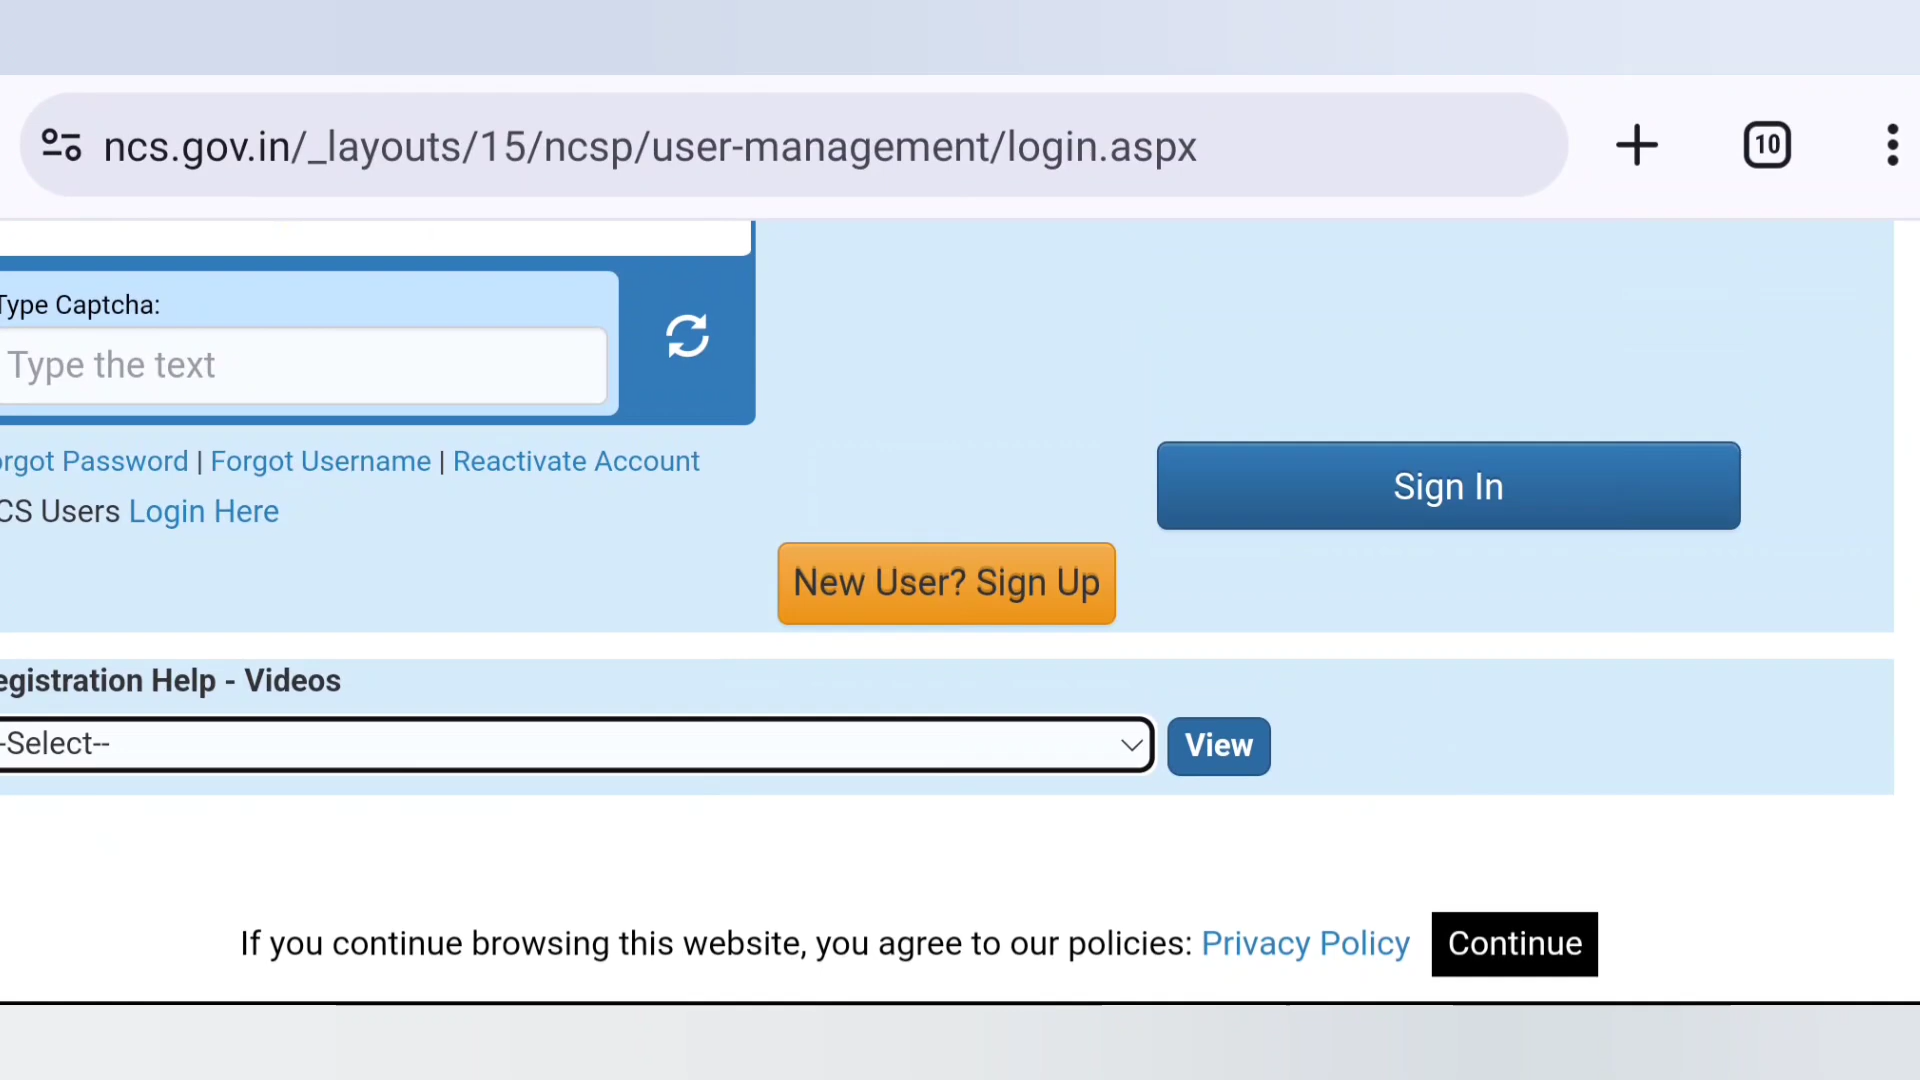 ncs.gov.in/_layouts/15/ncsp/user-management/login.aspx
10
Type Captcha:
Type the text
orgot Password | Forgot Username | Reactivate Account
CS Users Login Here
Sign In
New User? Sign Up
egistration Help - Videos
-Select--
View
If you continue browsing this website, you agree to our policies: Privacy Policy
Continue